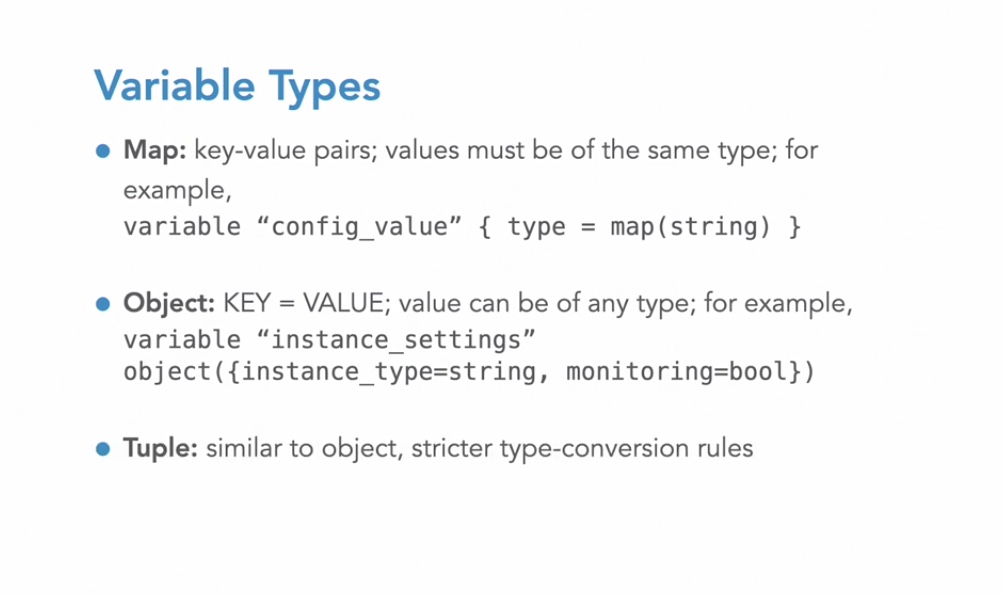 Variable Types
Map: key-value pairs; values must be of the same type; for
example,
variable “config_value” { type = map(string) }
Object: KEY = VALUE; value can be of any type; for example,
variable “instance_settings”
object({instance_type=string, monitoring=bool})
Tuple: similar to object, stricter type-conversion rules